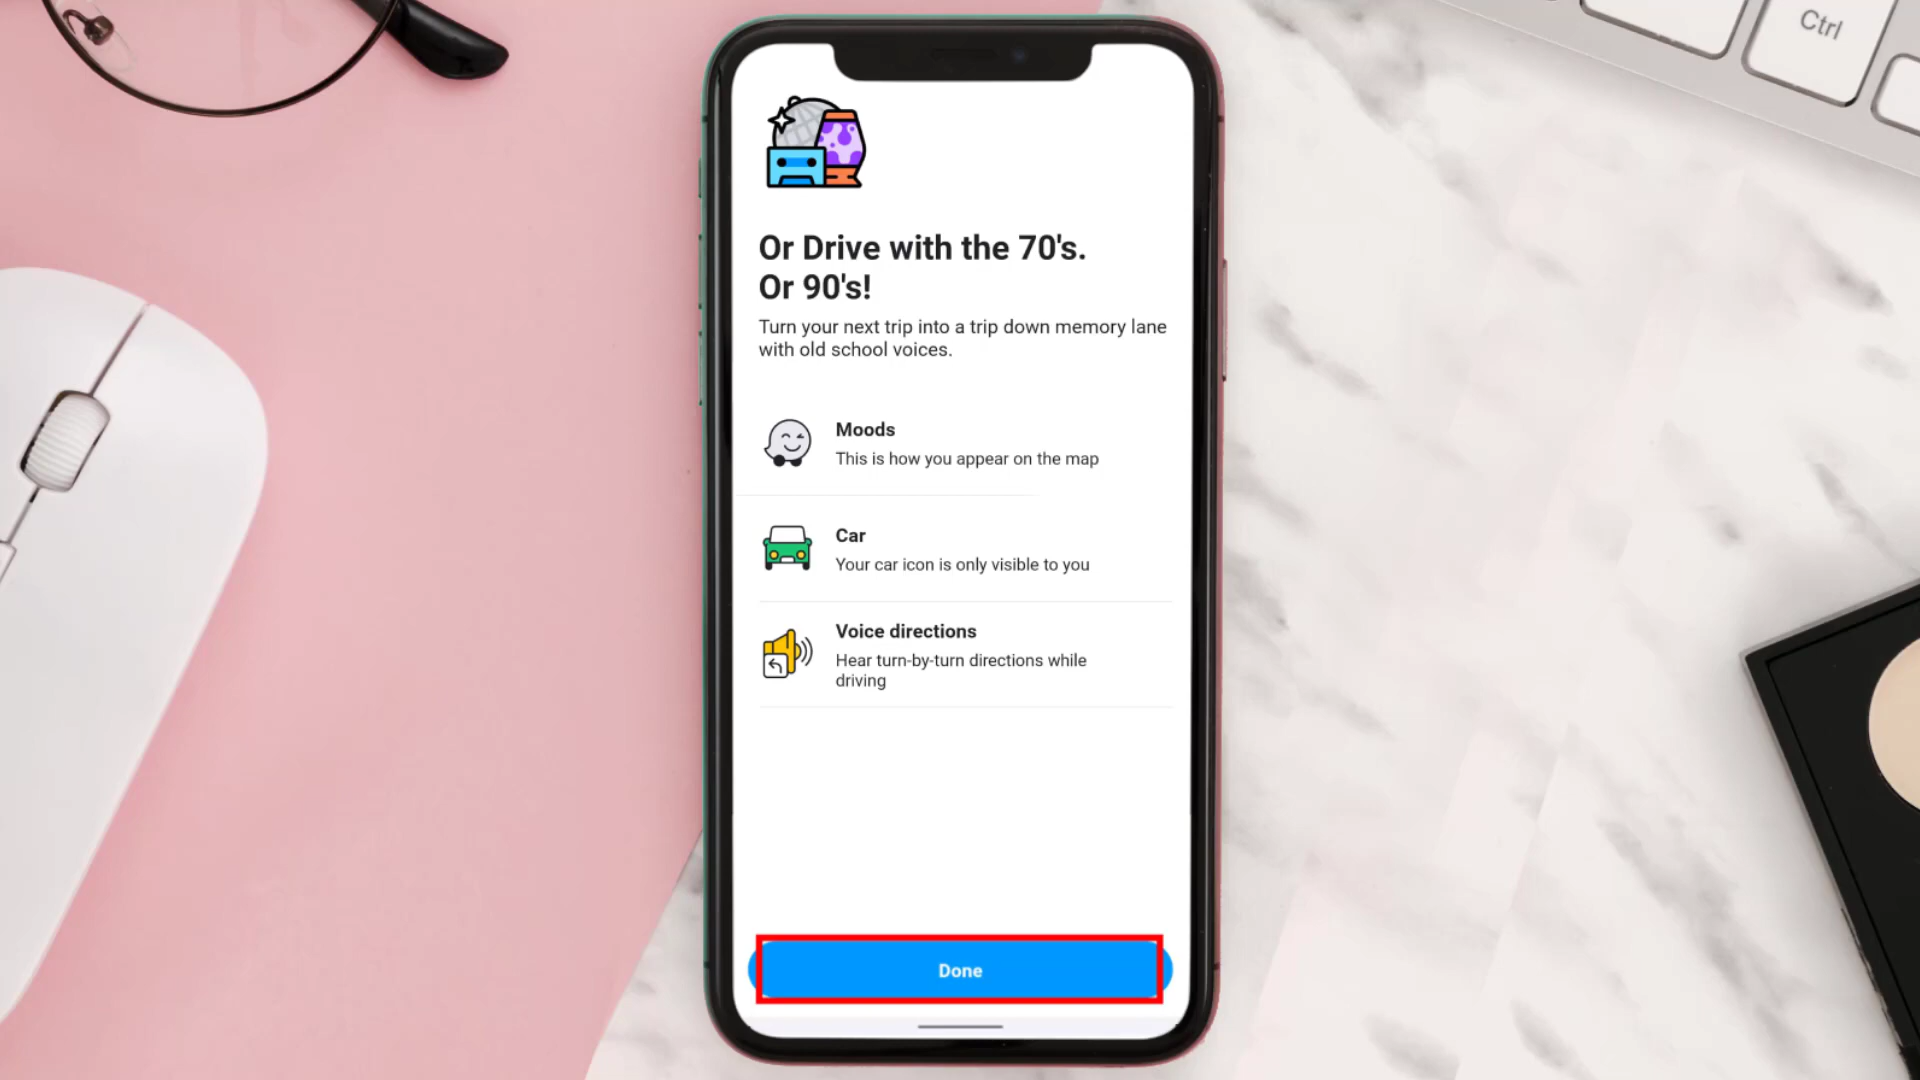 Ctrl
Or Drive with the 70's.
Or 90's!
Turn your next trip into a trip down memory lane
with old school voices.
Moods
This is how you appear on the map
Car
Your car icon is only visible to you
Voice directions
Hear turn-by-turn directions while
driving
Done